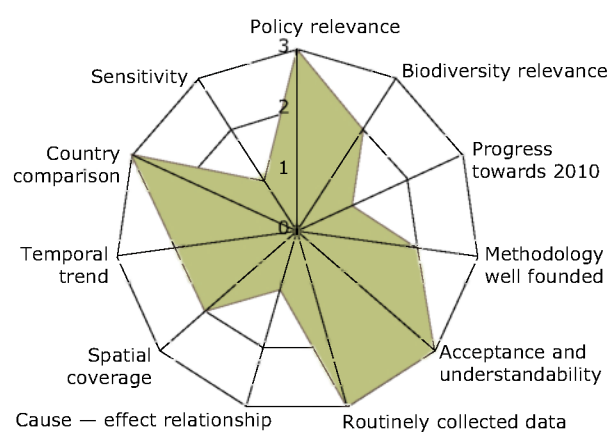 Policy relevance
3
Sensitivity
Biodiversity relevance
2
Country
comparison
Progress
towards 2010
1
0
Temporal
trend
Methodology
well founded
Spatial
coverage
Acceptance and
understandability
Cause — effect relationship
Routinely collected data